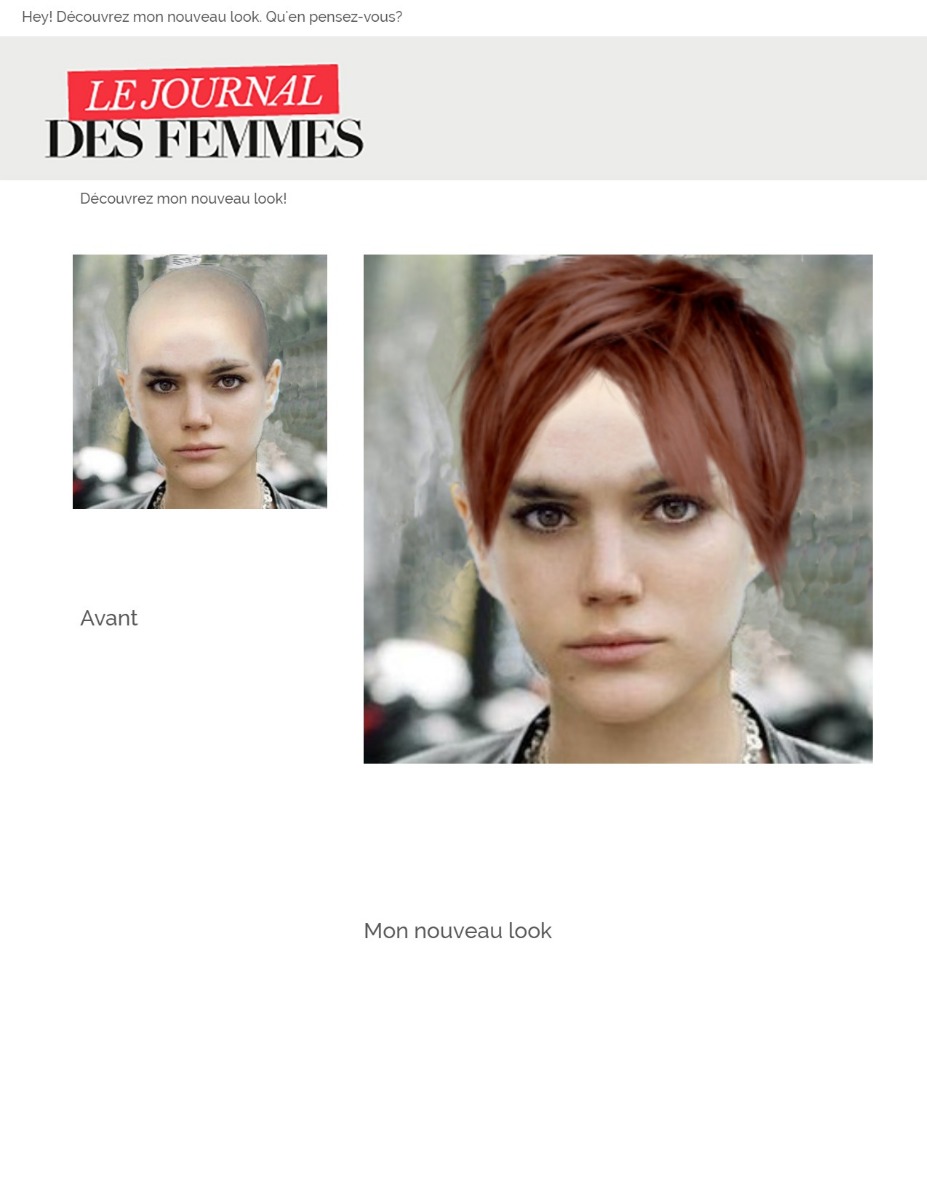 Hey! Découvrez mon nouveau look. Qu'en pensez-vous?
LE JOURNAL
DES FEMMES
Découvrez mon nouveau look!
Avant
Mon nouveau look